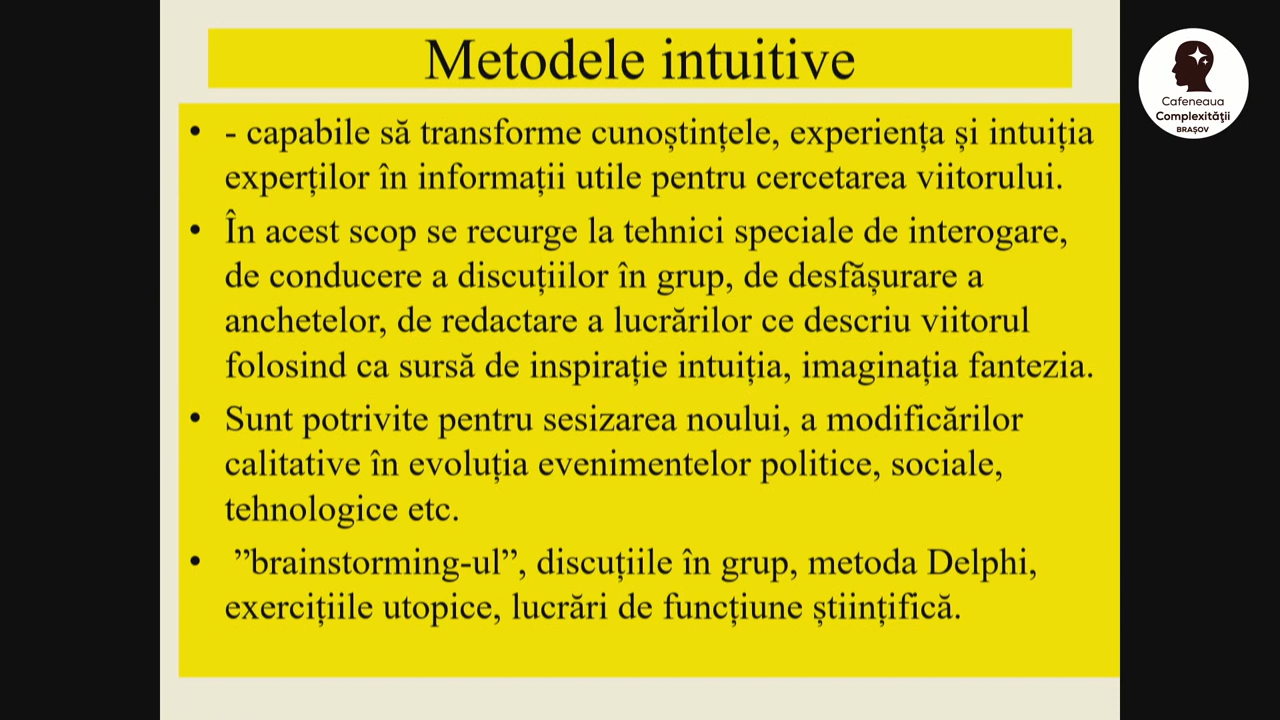 Metodele intuitive
• - capabile să transforme cunoștințele, experiența și intuiția
experților în informații utile pentru cercetarea viitorului.
• În acest scop se recurge la tehnici speciale de interogare,
de conducere a discuțiilor în grup, de desfășurare a
anchetelor, de redactare a lucrărilor ce descriu viitorul
folosind ca sursă de inspirație intuiția, imaginația fantezia.
• Sunt potrivite pentru sesizarea noului, a modificărilor
calitative în evoluția evenimentelor politice, sociale,
tehnologice etc.
• ”brainstorming-ul”, discuțiile în grup, metoda Delphi,
exercițiile utopice, lucrări de funcțiune științifică.
Cafeneaua
Complexităţii
BRAȘOV